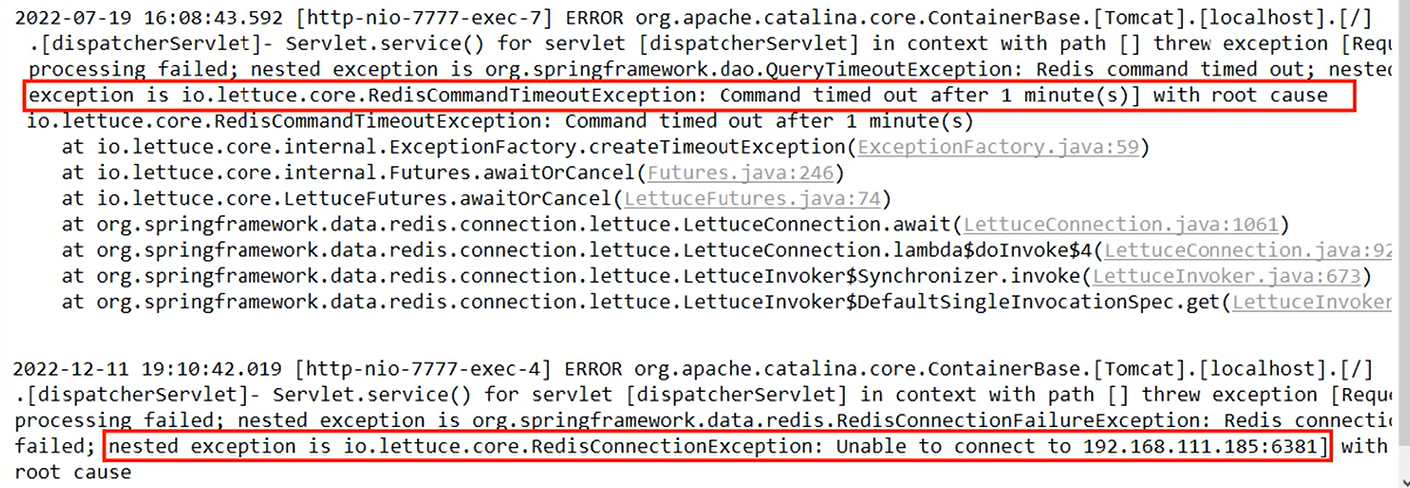 2022-07-19 16:08:43.592 [http-nio-7777-exec-7] ERROR org.apache.catalina.core.ContainerBase.[Tomcat].[localhost].[/]
.[dispatcherServlet]- Servlet.service() for servlet [dispatcherServlet] in context with path [] threw exception [Requ
processing failed; nested exception is org.springframework.dao.QueryTimeoutException: Redis command timed out; nested
exception is io.lettuce.core.RedisCommandTimeoutException: Command timed out after 1 minute(s)] with root cause
io.lettuce.core.RedisCommandTimeoutException: Command timed out after 1 minute(s)
at io.lettuce.core.internal.ExceptionFactory.createTimeoutException(ExceptionFactory.java:59)
at io.lettuce.core.internal.Futures.awaitOrCancel(Futures.java:246)
at io.lettuce.core.LettuceFutures.awaitOrCancel(LettuceFutures.java:74)
at org.springframework.data.redis.connection.lettuce.LettuceConnection.await(LettuceConnection.java:1061)
at org.springframework.data.redis.connection.lettuce.LettuceConnection.lambda$doInvoke$4(LettuceConnection.java:92
at org.springframework.data.redis.connection.lettuce.LettuceInvoker$Synchronizer.invoke(LettuceInvoker.java:673)
at org.springframework.data.redis.connection.lettuce.LettuceInvoker$DefaultSingleInvocationSpec.get(LettuceInvoker
2022-12-11 19:10:42.019 [http-nio-7777-exec-4] ERROR org.apache.catalina.core.ContainerBase.[Tomcat].[localhost].[/]
.[dispatcherServlet]- Servlet.service() for servlet [dispatcherServlet] in context with path [] threw exception [Reque
processing failed; nested exception is org.springframework.data.redis.RedisConnectionFailureException: Redis connectic
failed; nested exception is io.lettuce.core.RedisConnectionException: Unable to connect to 192.168.111.185:6381] with
root cause